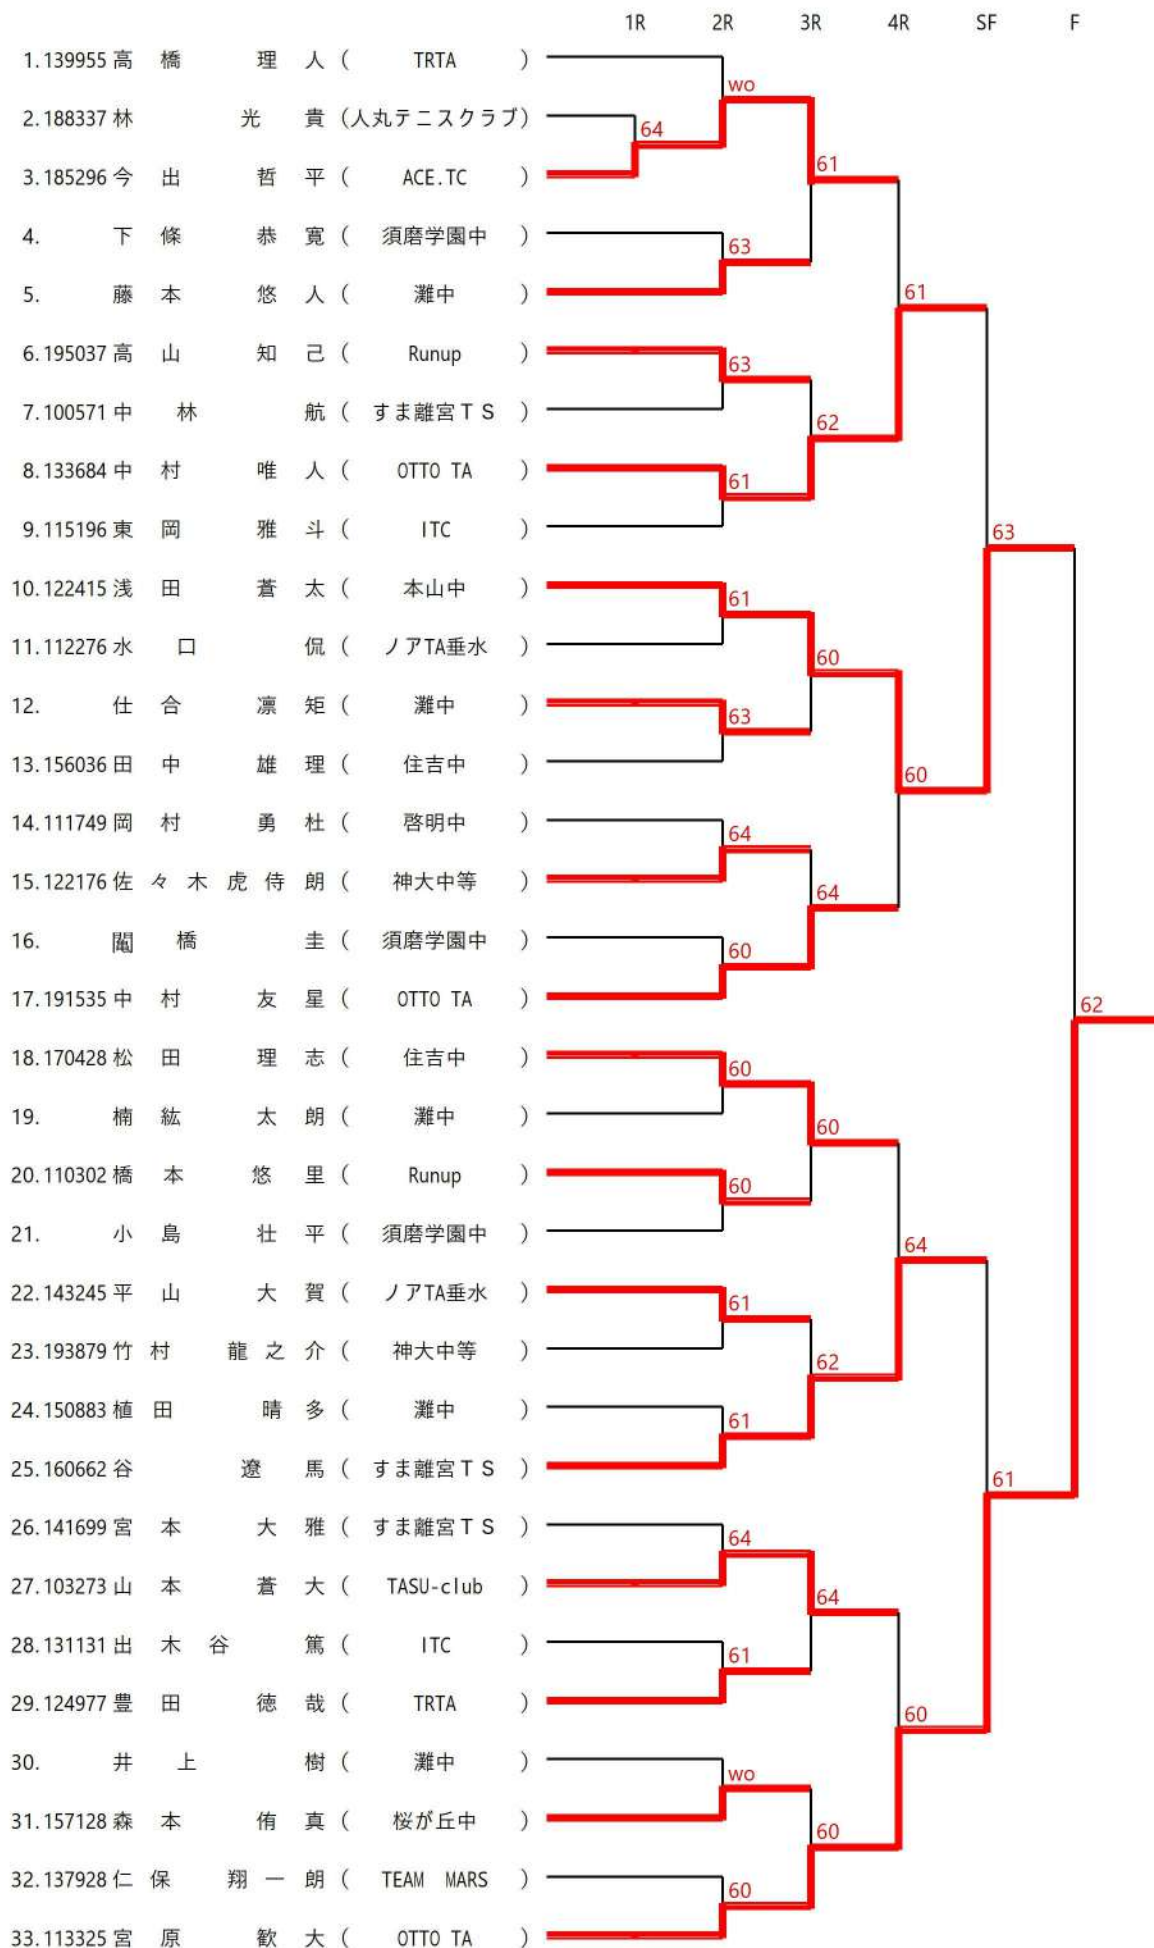 1R 2R 3R 4R SF F
1.139955 高橋 理人 ( TRTA )
wo
2.188337 林 光貴 (人丸テニスクラブ)
64
3.185296 今出 哲平 ( ACE.TC )
61
4. 下條 恭寛 ( 須磨学園中 )
63
5. 藤本 悠人 ( 灘中 )
61
6.195037 高山 知己 ( Runup )
63
7.100571 中林 航 ( すま離宮TS )
62
8.133684 中村 唯人 ( OTTO TA )
61
9.115196 東岡 雅斗 ( ITC )
63
10.122415 浅田 蒼太 ( 本山中 )
61
11.112276 水口 侃 ( ノアTA垂水 )
60
12. 仕合 凛矩 ( 灘中 )
63
13.156036 田中 雄理 ( 住吉中 )
60
14.111749 岡村 勇杜 ( 啓明中 )
64
15.122176 佐々木虎侍朗 ( 神大中等 )
64
16. 橋 圭 ( 須磨学園中 )
60
17.191535 中村 友星 ( OTTO TA )
62
18.170428 松田 理志 ( 住吉中 )
60
19. 楠紘 太朗 ( 灘中 )
60
20.110302 橋本 悠里 ( Runup )
60
21. 小島 壮平 ( 須磨学園中 )
64
22.143245 平山 大賀 ( ノアTA垂水 )
61
23.193879 竹村 龍之介 ( 神大中等 )
62
24.150883 植田 晴多 ( 灘中 )
61
25.160662 谷 遼馬 ( すま離宮TS )
61
26.141699 宮本 大雅 ( すま離宮TS )
64
27.103273 山本 蒼大 ( TASU-club )
64
28.131131 出木谷 篤 ( ITC )
61
29.124977 豊田 徳哉 ( TRTA )
60
30. 井上 樹 ( 灘中 )
wo
31.157128 森本 侑真 ( 桜が丘中 )
60
32.137928 仁保 翔一朗 ( TEAM MARS )
60
33.113325 宮原 歓大 ( OTTO TA )